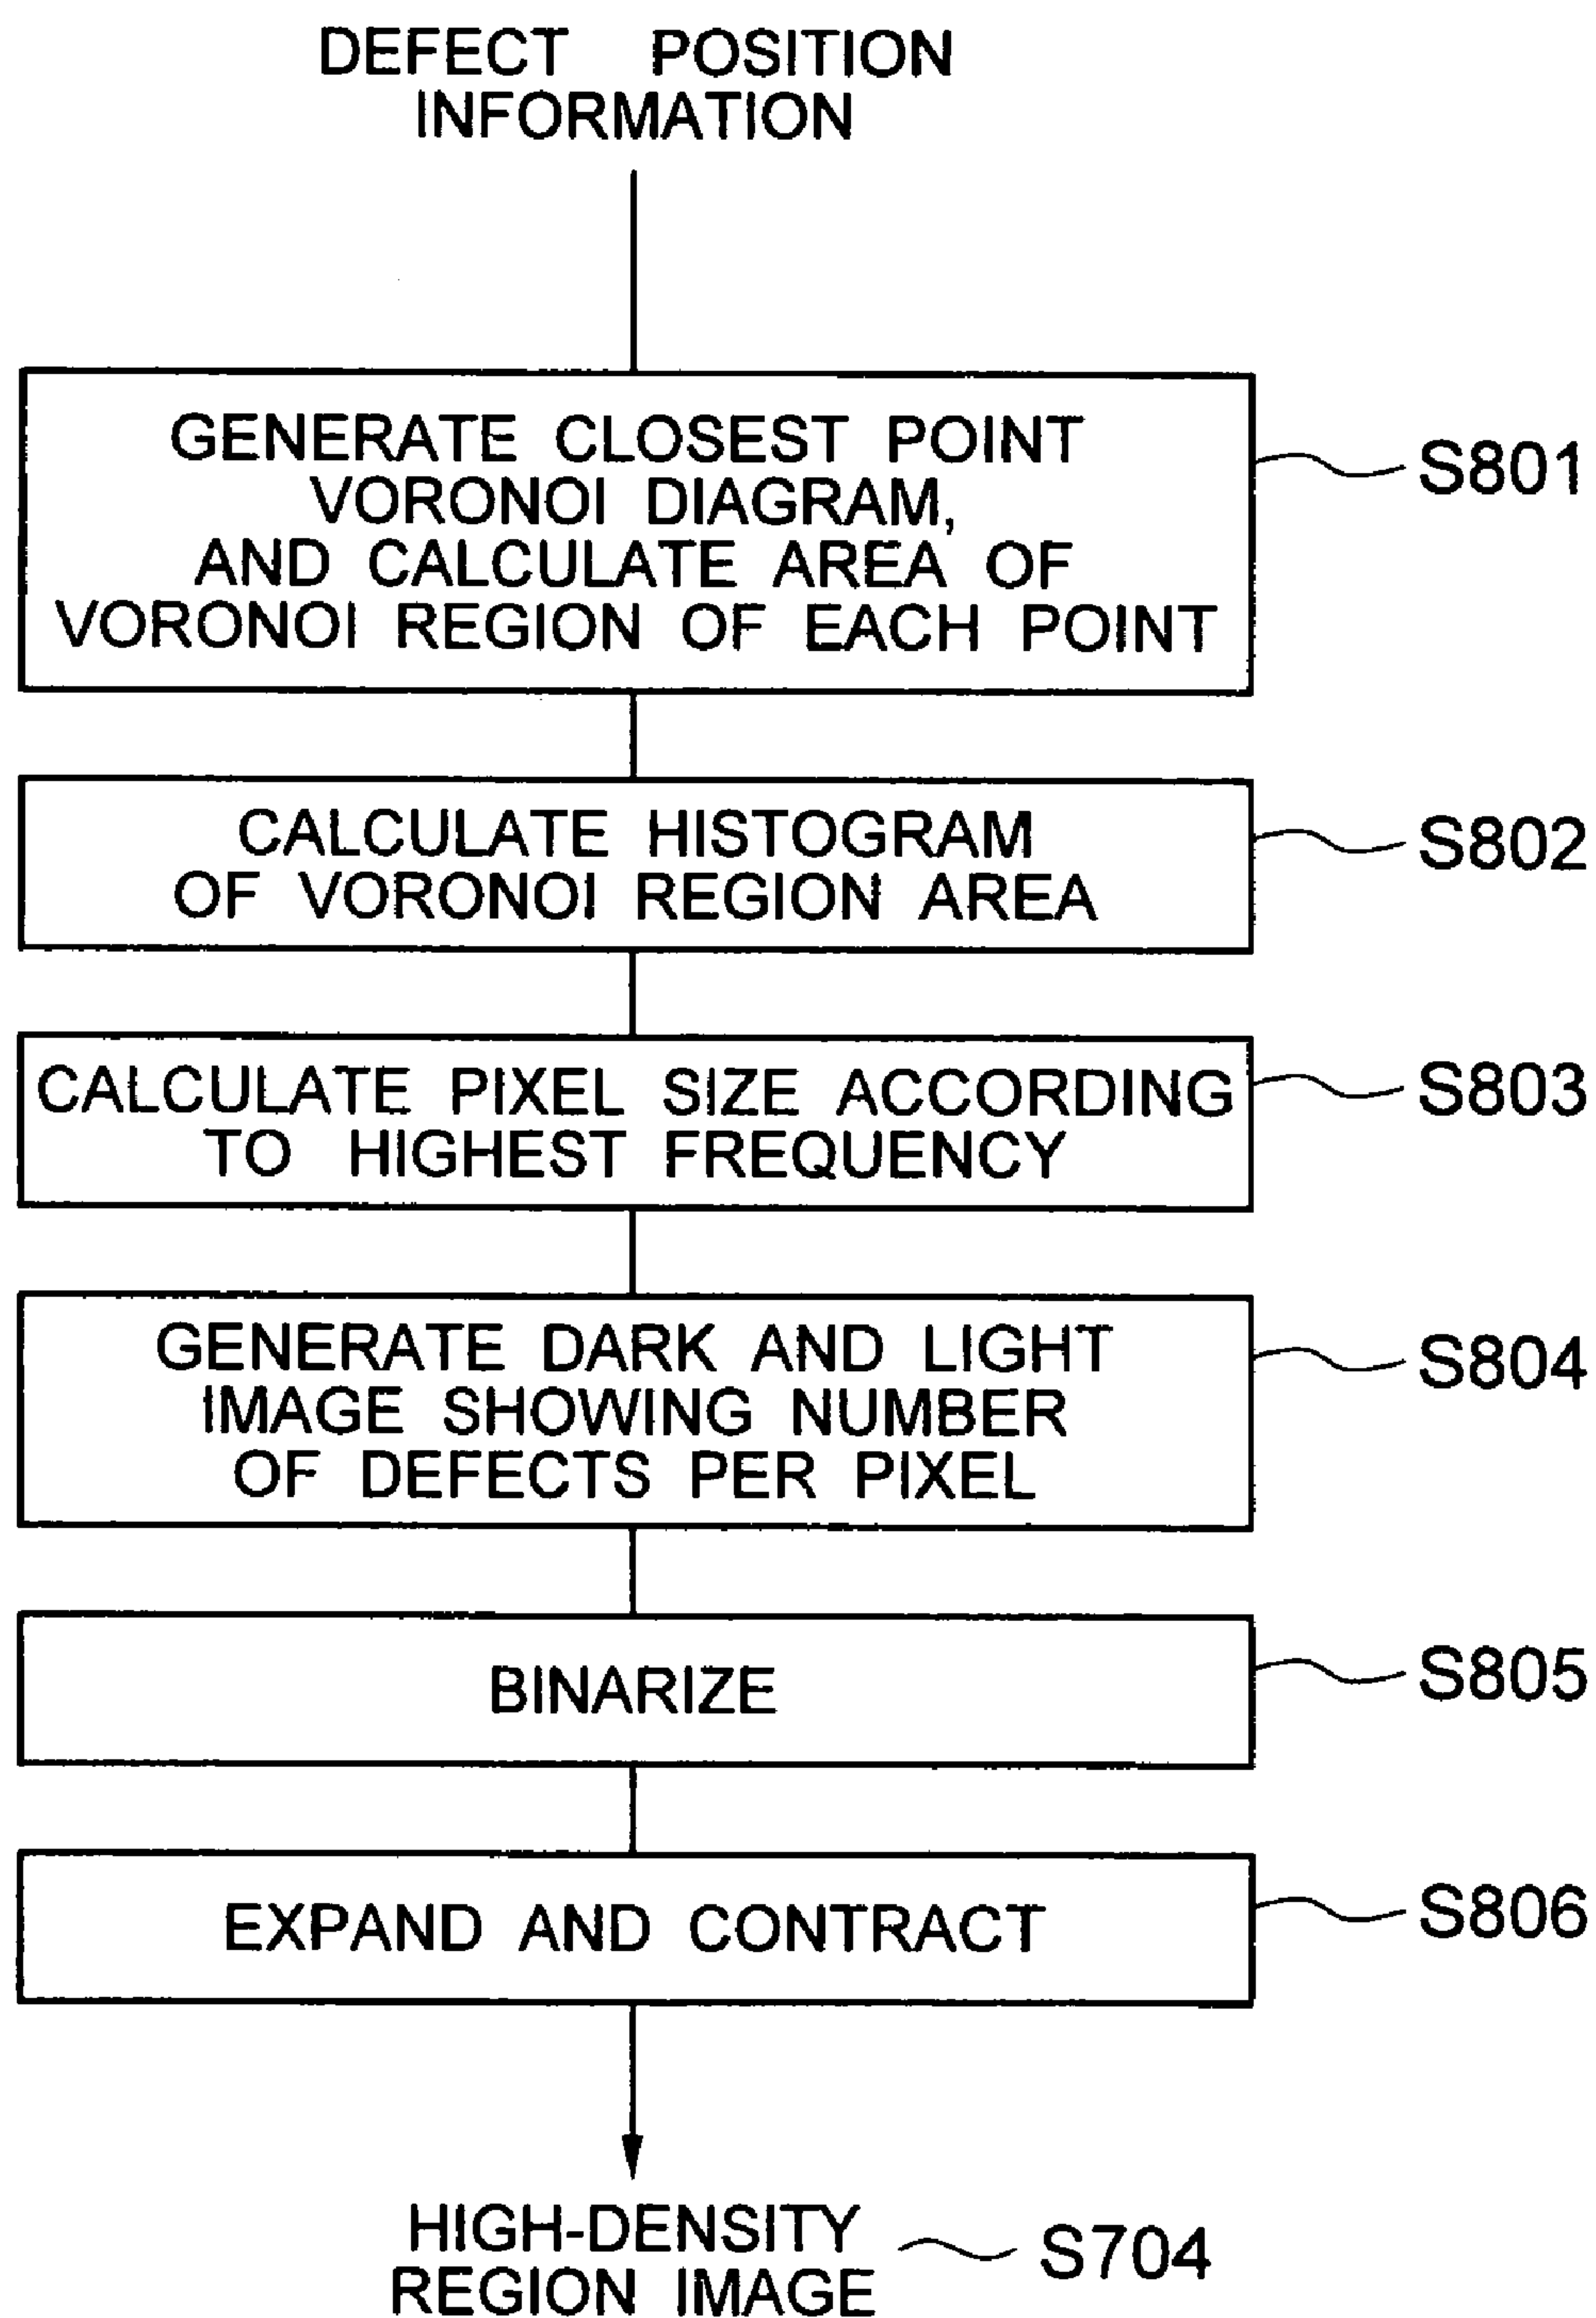 DEFECT POSITION
INFORMATION
GENERATE CLOSEST POINT
VORONOI DIAGRAM,
AND CALCULATE AREA OF
VORONOI REGION OF EACH POINT
S801
CALCULATE HISTOGRAM
OF VORONOI REGION AREA
S802
CALCULATE PIXEL SIZE ACCORDING
TO HIGHEST FREQUENCY
S803
GENERATE DARK AND LIGHT
IMAGE SHOWING NUMBER
OF DEFECTS PER PIXEL
S804
BINARIZE
S805
EXPAND AND CONTRACT
S806
HIGH-DENSITY
REGION IMAGE
S704